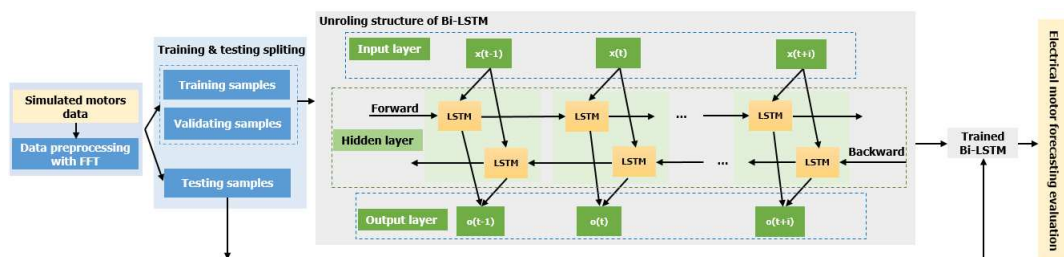 Unroling structure of Bi-LSTM
Training & testing spliting
Input layer
x(t-1)
x(t)
x(t+i)
Simulated motors
data
Data preprocessing
with FFT
Training samples
Validating samples
Testing samples
Forward
LSTM
LSTM
...
LSTM
Hidden layer
LSTM
LSTM
...
LSTM
Backward
Output layer
o(t-1)
o(t)
o(t+i)
Trained
Bi-LSTM
Electrical motor forecasting evaluation